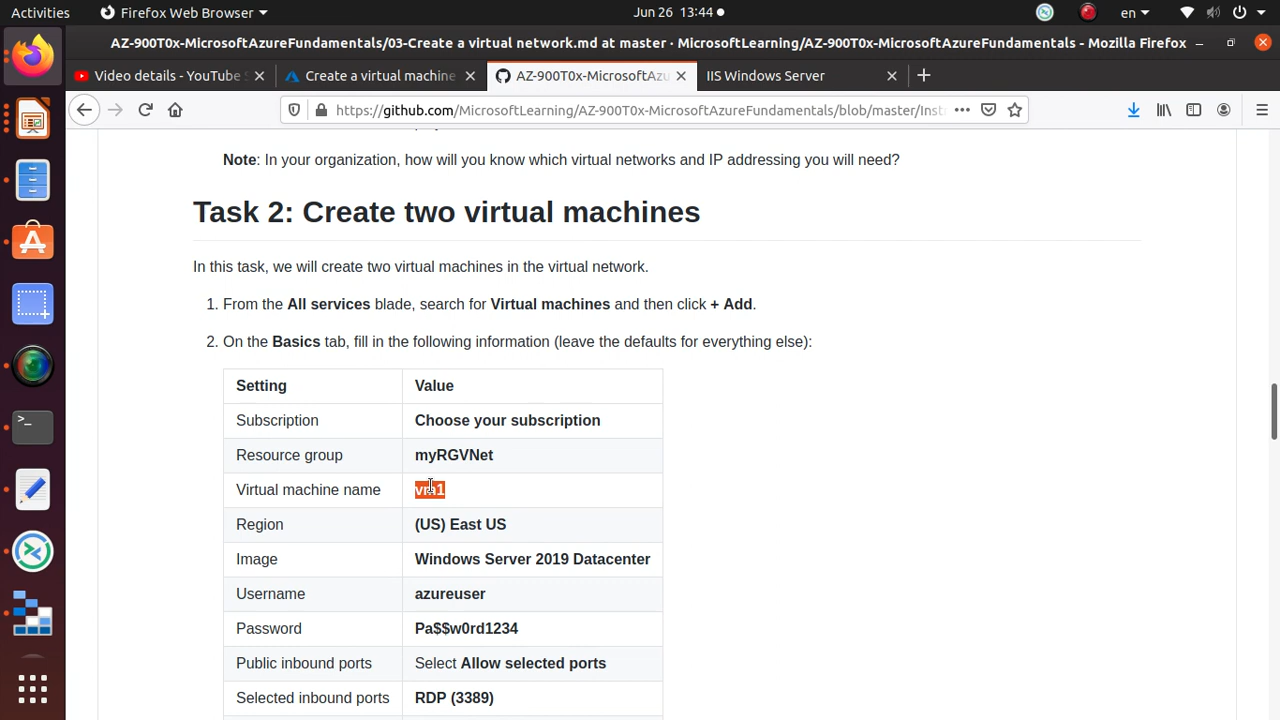 Activities Firefox Web Browser Jun 26 13:44 en
AZ-900T0x-MicrosoftAzureFundamentals/03-Create a virtual network.md at master · MicrosoftLearning/AZ-900T0x-MicrosoftAzureFundamentals - Mozilla Firefox
Video details - YouTube Create a virtual machine AZ-900T0x-MicrosoftAzu IIS Windows Server
https://github.com/MicrosoftLearning/AZ-900T0x-MicrosoftAzureFundamentals/blob/master/Inst
Note: In your organization, how will you know which virtual networks and IP addressing you will need?
Task 2: Create two virtual machines
In this task, we will create two virtual machines in the virtual network.
1. From the All services blade, search for Virtual machines and then click + Add.
2. On the Basics tab, fill in the following information (leave the defaults for everything else):
Setting Value
Subscription Choose your subscription
Resource group myRGVNet
Virtual machine name vm1
Region (US) East US
Image Windows Server 2019 Datacenter
Username azureuser
Password Pa$$w0rd1234
Public inbound ports Select Allow selected ports
Selected inbound ports RDP (3389)